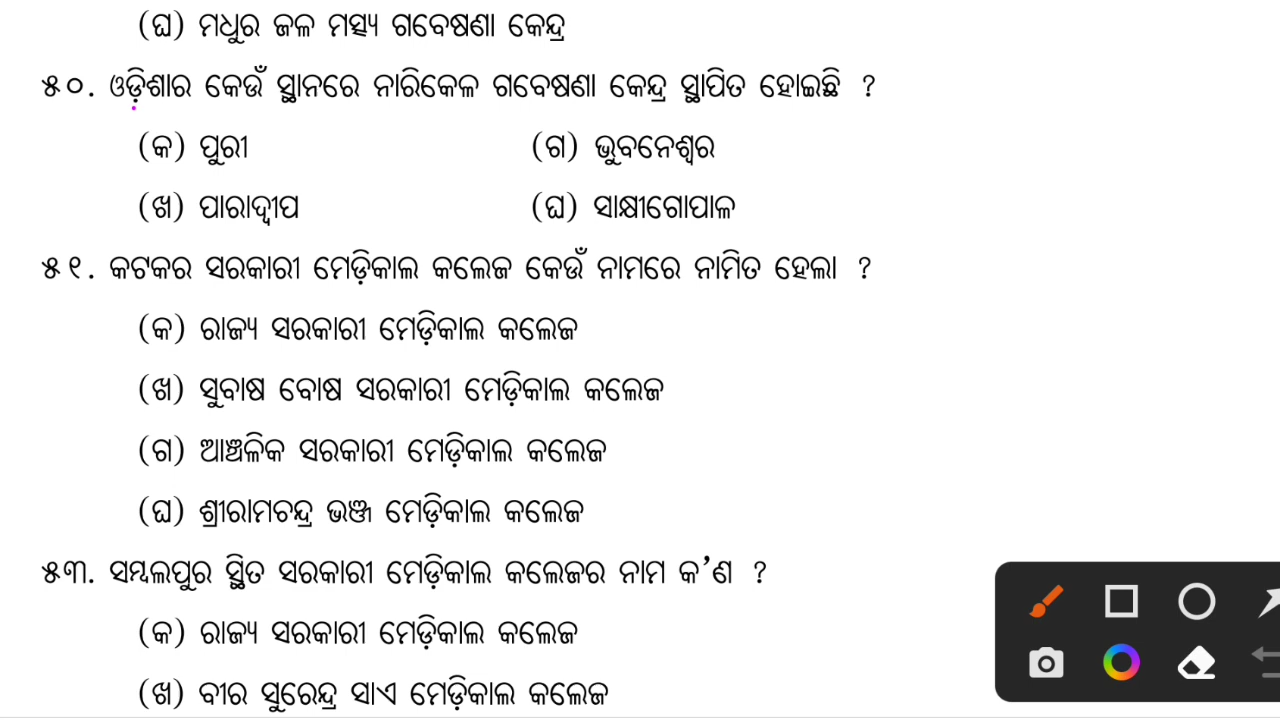 (ଘ) ମଧୁର ଜଳ ମତ୍ସ୍ୟ ଗବେଷଣା କେନ୍ଦ୍ର
୫୦. ଓଡ଼ିଶାର କେଉଁ ସ୍ଥାନରେ ନାରିକେଳ ଗବେଷଣା କେନ୍ଦ୍ର ସ୍ଥାପିତ ହୋଇଛି ?
(କ) ପୁରୀ (ଗ) ଭୁବନେଶ୍ୱର
(ଖ) ପାରାଦ୍ୱୀପ (ଘ) ସାକ୍ଷୀଗୋପାଳ
୫୧. କଟକର ସରକାରୀ ମେଡ଼ିକାଲ କଲେଜ କେଉଁ ନାମରେ ନାମିତ ହେଲା ?
(କ) ରାଜ୍ୟ ସରକାରୀ ମେଡ଼ିକାଲ କଲେଜ
(ଖ) ସୁବାଷ ବୋଷ ସରକାରୀ ମେଡ଼ିକାଲ କଲେଜ
(ଗ) ଆଞ୍ଚଳିକ ସରକାରୀ ମେଡ଼ିକାଲ କଲେଜ
(ଘ) ଶ୍ରୀରାମଚନ୍ଦ୍ର ଭଞ୍ଜ ମେଡ଼ିକାଲ କଲେଜ
୫୩. ସମ୍ବଲପୁର ସ୍ଥିତ ସରକାରୀ ମେଡ଼ିକାଲ କଲେଜର ନାମ କ’ଣ ?
(କ) ରାଜ୍ୟ ସରକାରୀ ମେଡ଼ିକାଲ କଲେଜ
(ଖ) ବୀର ସୁରେନ୍ଦ୍ର ସାଏ ମେଡ଼ିକାଲ କଲେଜ